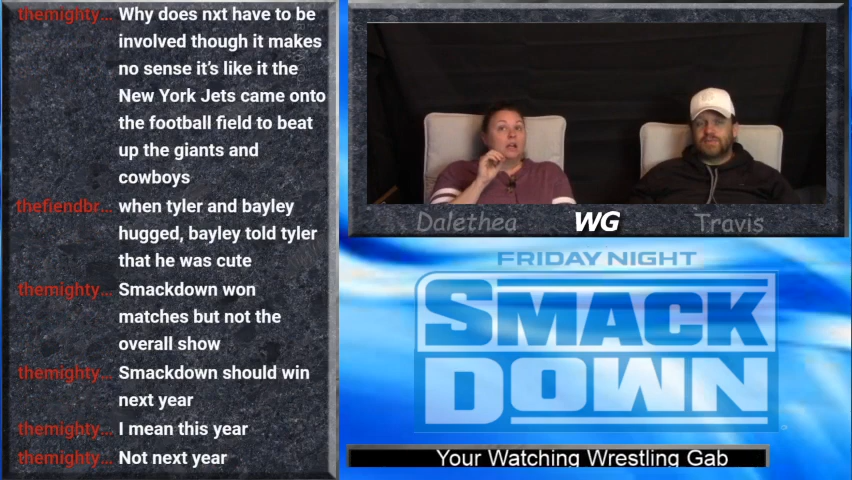 themighty... Why does nxt have to be
involved though it makes
no sense it's like it the
New York Jets came onto
the football field to beat
up the giants and
cowboys
thefiendbr... when tyler and bayley
hugged, bayley told tyler
that he was cute
themighty... Smackdown won
matches but not the
overall show
themighty... Smackdown should win
next year
themighty... I mean this year
themighty... Not next year
Dalethea WG Travis
FRIDAY NIGHT
SMACK
DOWN
Your Watching Wrestling Gab